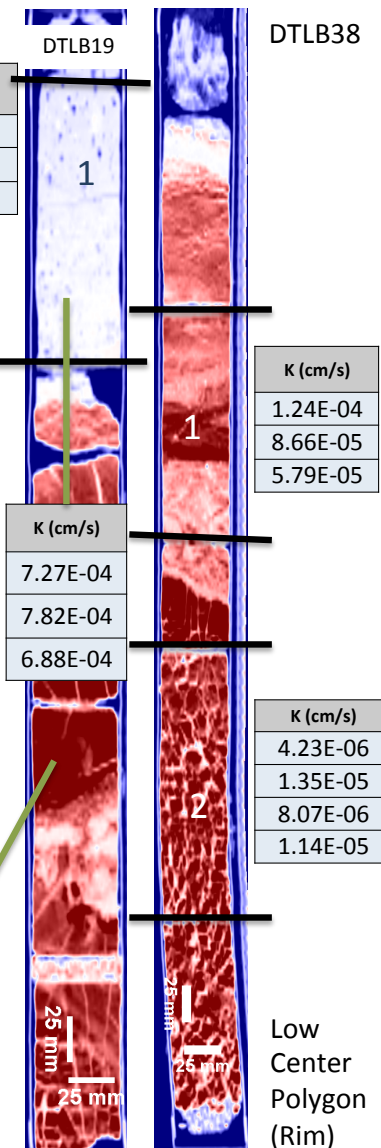 DTLB19
DTLB38
1
1
K (cm/s)
1.24E-04
8.66E-05
5.79E-05
K (cm/s)
7.27E-04
7.82E-04
6.88E-04
K (cm/s)
4.23E-06
1.35E-05
8.07E-06
1.14E-05
2
25 mm
25 mm
25 mm
25 mm
Low
Center
Polygon
(Rim)